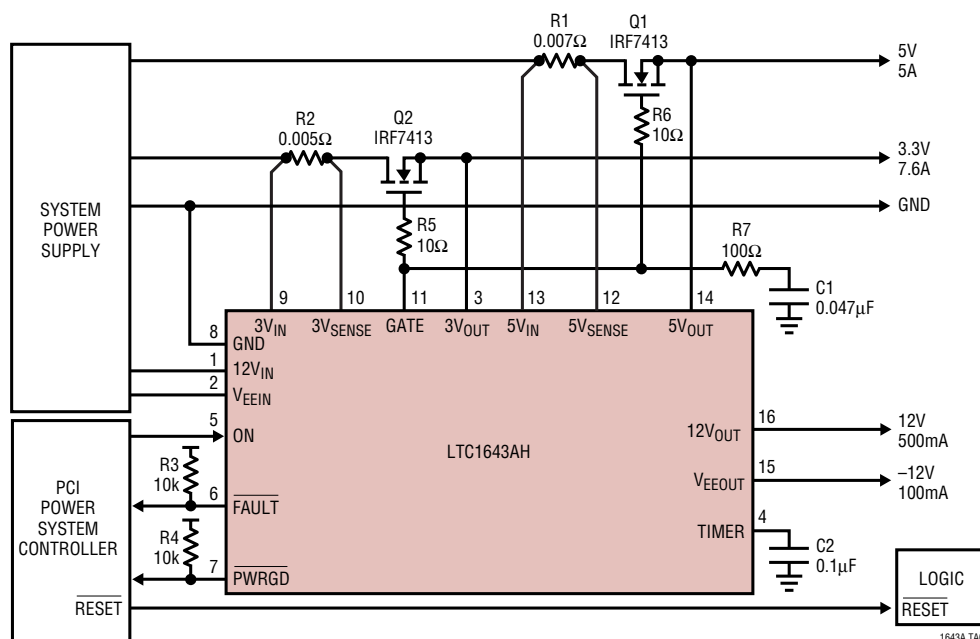 R1
0.007Ω
Q1
IRF7413
5V
5A
R2
0.005Ω
Q2
IRF7413
R6
10Ω
3.3V
7.6A
GND
SYSTEM
POWER
SUPPLY
R5
10Ω
R7
100Ω
C1
0.047µF
9
10
11
3
13
12
14
3VIN
3VSENSE
GATE
3VOUT
5VIN
5VSENSE
5VOUT
8
GND
1
12VIN
2
VEEIN
5
ON
R3
10k
6
FAULT
R4
10k
7
PWRGD
PCI
POWER
SYSTEM
CONTROLLER
RESET
LTC1643AH
12VOUT
16
12V
500mA
VEEOUT
15
–12V
100mA
TIMER
4
C2
0.1µF
LOGIC
RESET